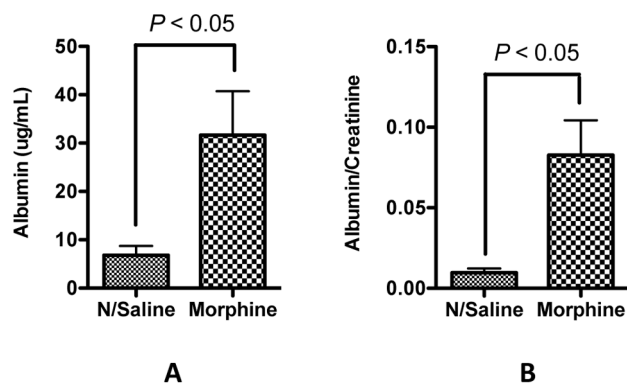 P < 0.05
Albumin (ug/mL)
50
40
30
20
10
0
N/Saline Morphine
A
P < 0.05
Albumin/Creatinine
0.15
0.10
0.05
0.00
N/Saline Morphine
B